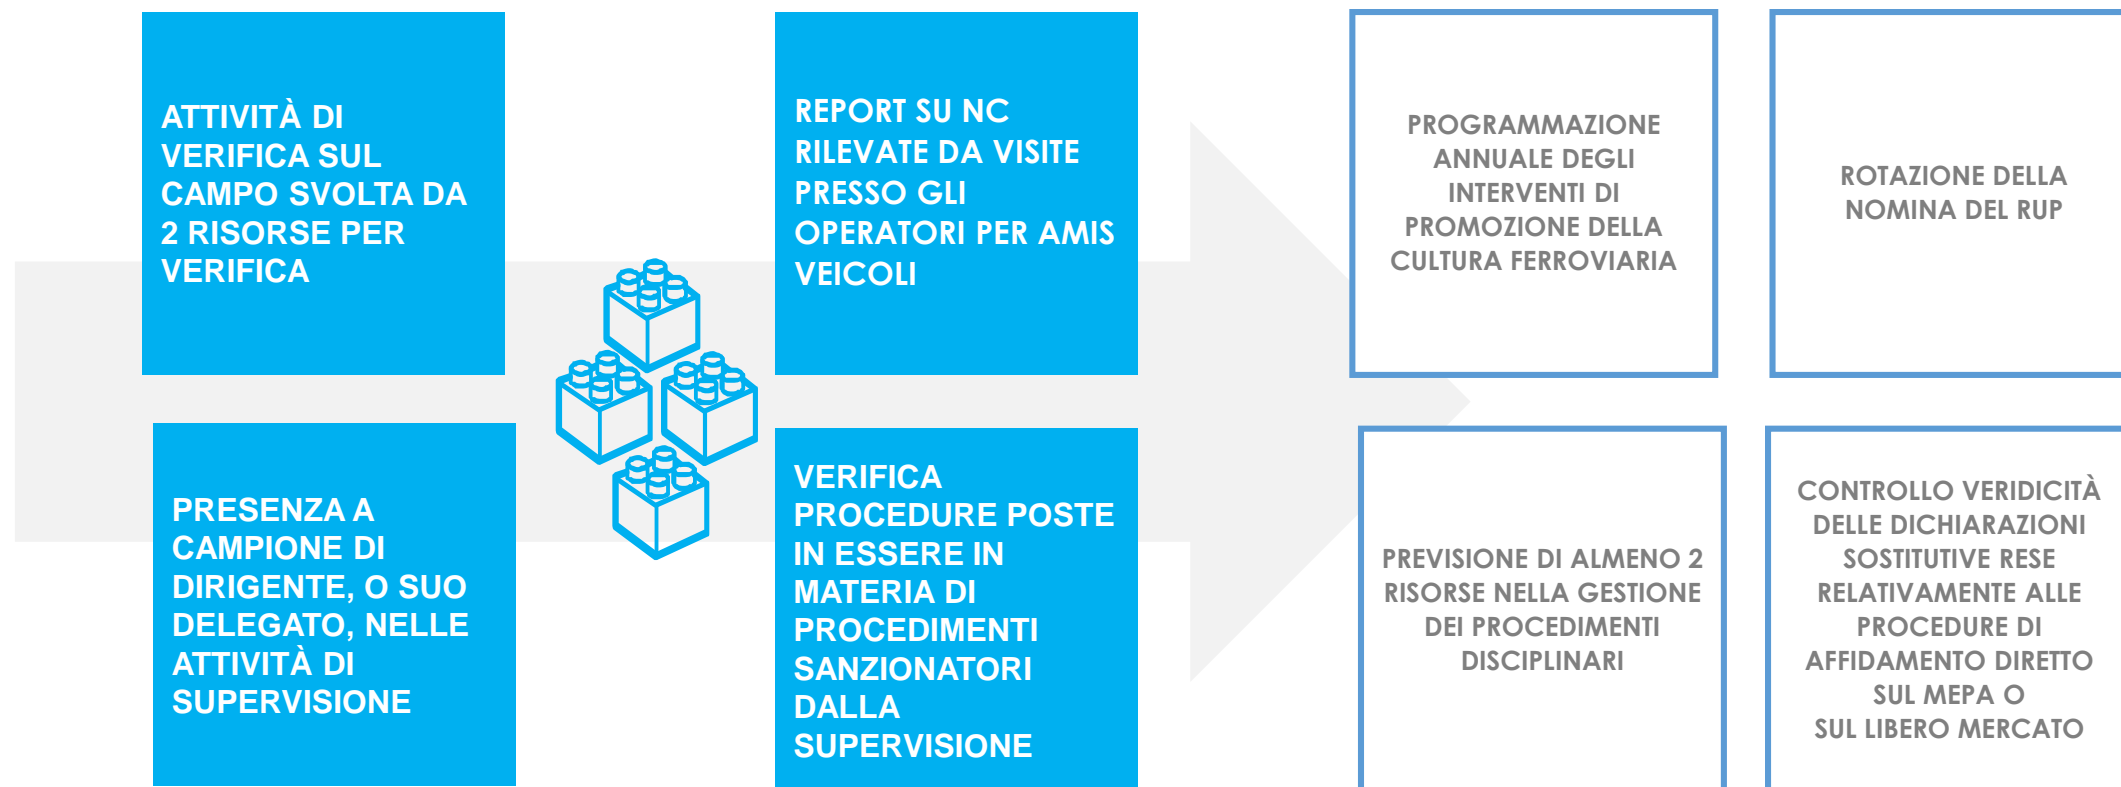 ATTIVITÀ DI
VERIFICA SUL
CAMPO SVOLTA DA
2 RISORSE PER
VERIFICA
REPORT SU NC
RILEVATE DA VISITE
PRESSO GLI
OPERATORI PER AMIS
VEICOLI
PROGRAMMAZIONE
ANNUALE DEGLI
INTERVENTI DI
PROMOZIONE DELLA
CULTURA FERROVIARIA
ROTAZIONE DELLA
NOMINA DEL RUP
PRESENZA A
CAMPIONE DI
DIRIGENTE, O SUO
DELEGATO, NELLE
ATTIVITÀ DI
SUPERVISIONE
VERIFICA
PROCEDURE POSTE
IN ESSERE IN
MATERIA DI
PROCEDIMENTI
SANZIONATORI
DALLA
SUPERVISIONE
PREVISIONE DI ALMENO 2
RISORSE NELLA GESTIONE
DEI PROCEDIMENTI
DISCIPLINARI
CONTROLLO VERIDICITÀ
DELLE DICHIARAZIONI
SOSTITUTIVE RESE
RELATIVAMENTE ALLE
PROCEDURE DI
AFFIDAMENTO DIRETTO
SUL MEPA O
SUL LIBERO MERCATO